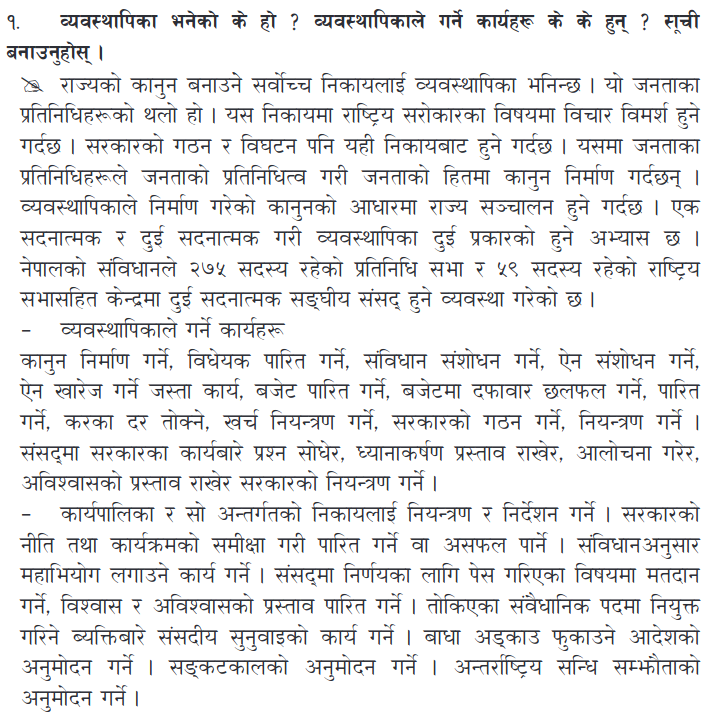 १. व्यवस्थापिका भनेको के हो ? व्यवस्थापिकाले गर्ने कार्यहरू के के हुन् ? सूची
बनाउनुहोस् ।
राज्यको कानुन बनाउने सर्वोच्च निकायलाई व्यवस्थापिका भनिन्छ । यो जनताका
प्रतिनिधिहरूको थलो हो । यस निकायमा राष्ट्रिय सरोकारका विषयमा विचार विमर्श हुने
गर्दछ । सरकारको गठन र विघटन पनि यही निकायबाट हुने गर्दछ । यसमा जनताका
प्रतिनिधिहरूले जनताको प्रतिनिधित्व गरी जनताको हितमा कानुन निर्माण गर्दछन् ।
व्यवस्थापिकाले निर्माण गरेको कानुनको आधारमा राज्य सञ्चालन हुने गर्दछ । एक
सदनात्मक र दुई सदनात्मक गरी व्यवस्थापिका दुई प्रकारको हुने अभ्यास छ ।
नेपालको संविधानले २७५ सदस्य रहेको प्रतिनिधि सभा र ५९ सदस्य रहेको राष्ट्रिय
सभासहित केन्द्रमा दुई सदनात्मक सङ्घीय संसद् हुने व्यवस्था गरेको छ ।
– व्यवस्थापिकाले गर्ने कार्यहरू
कानुन निर्माण गर्ने, विधेयक पारित गर्ने, संविधान संशोधन गर्ने, ऐन संशोधन गर्ने,
ऐन खारेज गर्ने जस्ता कार्य, बजेट पारित गर्ने, बजेटमा दफावार छलफल गर्ने, पारित
गर्ने, करका दर तोक्ने, खर्च नियन्त्रण गर्ने, सरकारको गठन गर्ने, नियन्त्रण गर्ने ।
संसद्मा सरकारका कार्यबारे प्रश्न सोधेर, ध्यानाकर्षण प्रस्ताव राखेर, आलोचना गरेर,
अविश्वासको प्रस्ताव राखेर सरकारको नियन्त्रण गर्ने ।
– कार्यपालिका र सो अन्तर्गतको निकायलाई नियन्त्रण र निर्देशन गर्ने । सरकारको
नीति तथा कार्यक्रमको समीक्षा गरी पारित गर्ने वा असफल पार्ने । संविधानअनुसार
महाभियोग लगाउने कार्य गर्ने । संसद्मा निर्णयका लागि पेस गरिएका विषयमा मतदान
गर्ने, विश्वास र अविश्वासको प्रस्ताव पारित गर्ने । तोकिएका संवैधानिक पदमा नियुक्त
गरिने ब्यक्तिबारे संसदीय सुनुवाइको कार्य गर्ने । बाधा अड्काउ फुकाउने आदेशको
अनुमोदन गर्ने । सङ्कटकालको अनुमोदन गर्ने । अन्तर्राष्ट्रिय सन्धि सम्झौताको
अनुमोदन गर्ने ।